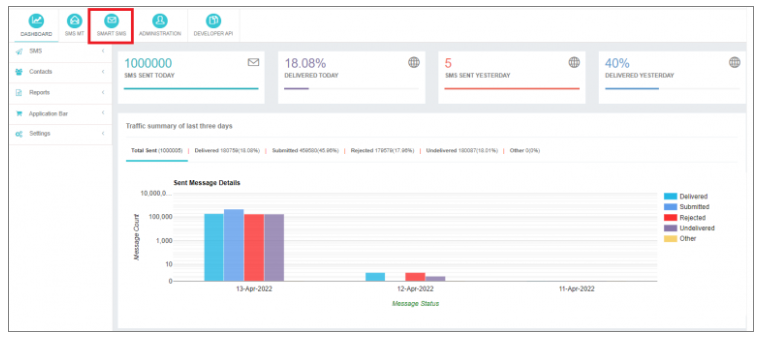 DASHBOARD SMS MT SMART SMS ADMINISTRATION DEVELOPER API
SMS
Contacts
Reports
Application Bar
Settings
1000000
SMS SENT TODAY
18.08%
DELIVERED TODAY
5
SMS SENT YESTERDAY
40%
DELIVERED YESTERDAY
Traffic summary of last three days
Total Sent (1000005) | Delivered 180759(18.08%) | Submitted 459580(45.96%) | Rejected 179579(17.96%) | Undelivered 180087(18.01%) | Other 0(0%)
Sent Message Details
Message Count
10,000,0...
100,000
1,000
10
0
13-Apr-2022 12-Apr-2022 11-Apr-2022
Message Status
Delivered
Submitted
Rejected
Undelivered
Other